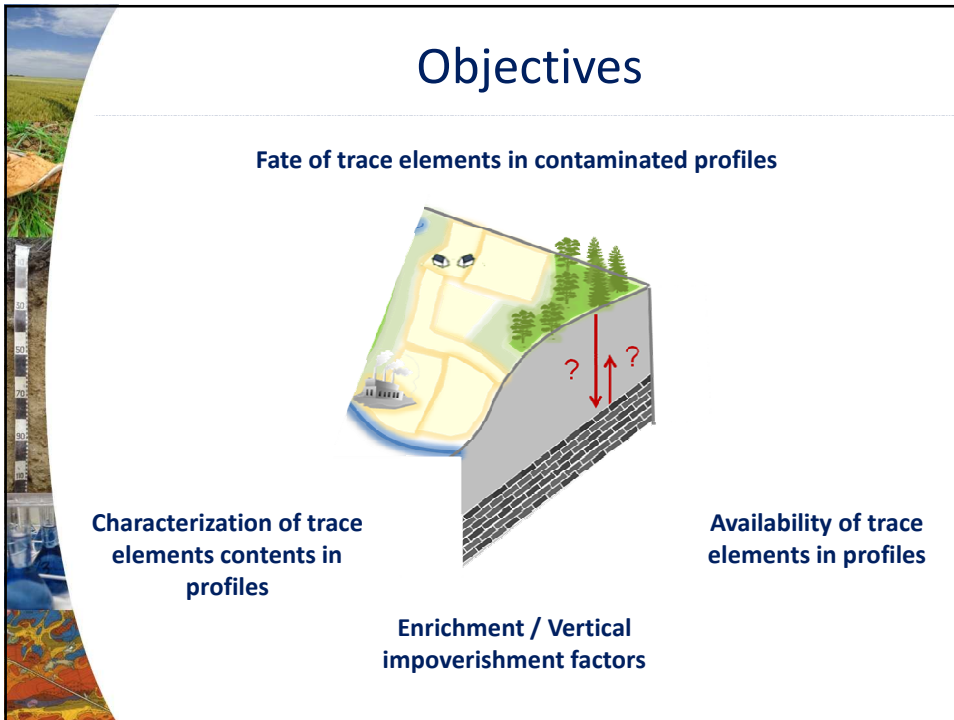 Objectives
Fate of trace elements in contaminated profiles
? ?
Characterization of trace
elements contents in
profiles
Availability of trace
elements in profiles
Enrichment / Vertical
impoverishment factors